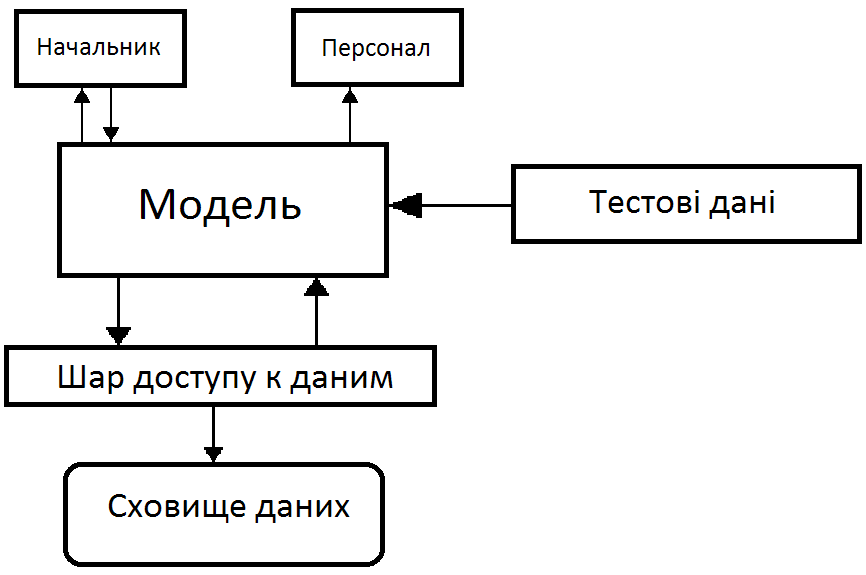 Начальник
Персонал
Модель
Тестові дані
Шар доступу к даним
Сховище даних